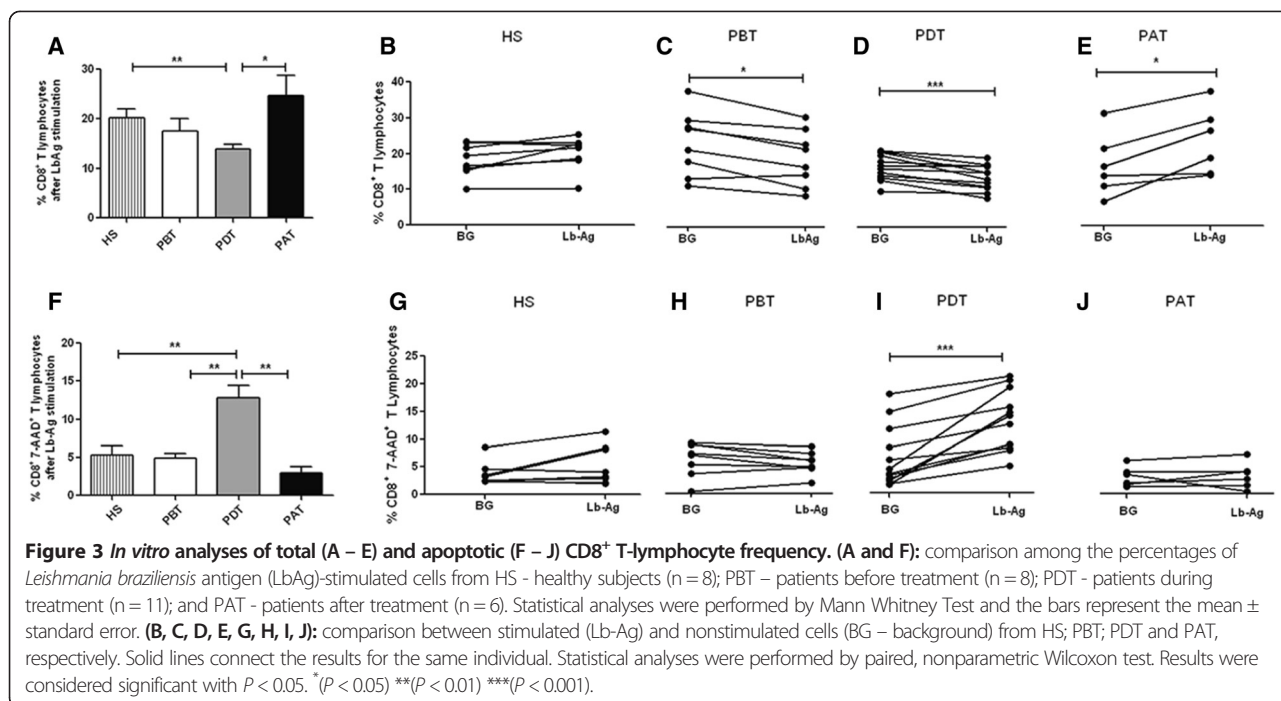 A
% CD8⁺ T lymphocytes
after LbAg stimulation
30
20
10
0
**
*
HS
PBT
PDT
PAT
B
HS
% CD8⁺ T lymphocytes
40
30
20
10
0
BG
Lb-Ag
C
PBT
*
BG
LbAg
D
PDT
***
BG
Lb-Ag
E
PAT
*
BG
Lb-Ag
F
% CD8⁺ 7-AAD⁺ T lymphocytes
after Lb-Ag stimulation
20
15
10
5
0
**
**
**
HS
PBT
PDT
PAT
G
HS
% CD8⁺ 7-AAD⁺ T Lymphocytes
25
20
15
10
5
0
BG
Lb-Ag
H
PBT
BG
Lb-Ag
I
PDT
***
BG
Lb-Ag
J
PAT
BG
Lb-Ag
Figure 3 In vitro analyses of total (A – E) and apoptotic (F – J) CD8⁺ T-lymphocyte frequency. (A and F): comparison among the percentages of
Leishmania braziliensis antigen (LbAg)-stimulated cells from HS - healthy subjects (n = 8); PBT – patients before treatment (n = 8); PDT - patients during
treatment (n = 11); and PAT - patients after treatment (n = 6). Statistical analyses were performed by Mann Whitney Test and the bars represent the mean ±
standard error. (B, C, D, E, G, H, I, J): comparison between stimulated (Lb-Ag) and nonstimulated cells (BG – background) from HS; PBT; PDT and PAT,
respectively. Solid lines connect the results for the same individual. Statistical analyses were performed by paired, nonparametric Wilcoxon test. Results were
considered significant with P < 0.05. *(P < 0.05) **(P < 0.01) ***(P < 0.001).